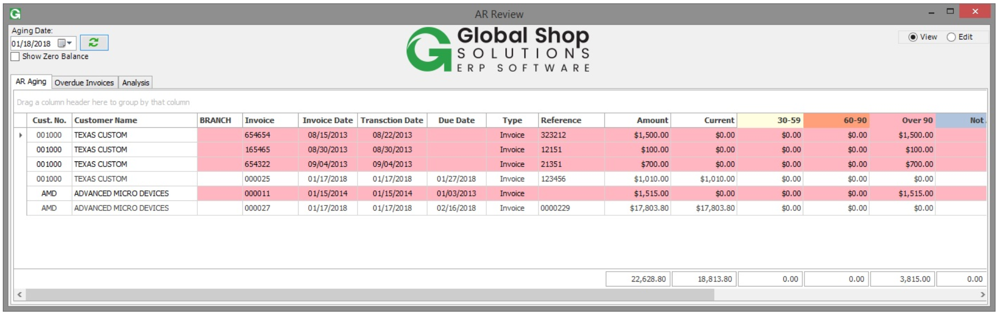 AR Review
Aging Date:
01/18/2018
Show Zero Balance
Global Shop
SOLUTIONS
ERP SOFTWARE
View Edit
AR Aging Overdue Invoices Analysis
Drag a column header here to group by that column
Cust. No. Customer Name BRANCH Invoice Invoice Date Transction Date Due Date Type Reference Amount Current 30-59 60-90 Over 90 Not
001000 TEXAS CUSTOM 654654 08/15/2013 08/22/2013 Invoice 323212 $1,500.00 $0.00 $0.00 $0.00 $1,500.00
001000 TEXAS CUSTOM 165465 08/30/2013 08/30/2013 Invoice 12151 $100.00 $0.00 $0.00 $0.00 $100.00
001000 TEXAS CUSTOM 654322 09/04/2013 09/04/2013 Invoice 21351 $700.00 $0.00 $0.00 $0.00 $700.00
001000 TEXAS CUSTOM 000025 01/17/2018 01/17/2018 01/27/2018 Invoice 123456 $1,010.00 $1,010.00 $0.00 $0.00 $0.00
AMD ADVANCED MICRO DEVICES 000011 01/15/2014 01/15/2014 01/03/2013 Invoice $1,515.00 $0.00 $0.00 $0.00 $1,515.00
AMD ADVANCED MICRO DEVICES 000027 01/17/2018 01/17/2018 02/16/2018 Invoice 0000229 $17,803.80 $17,803.80 $0.00 $0.00 $0.00
22,628.80 18,813.80 0.00 0.00 3,815.00 0.00